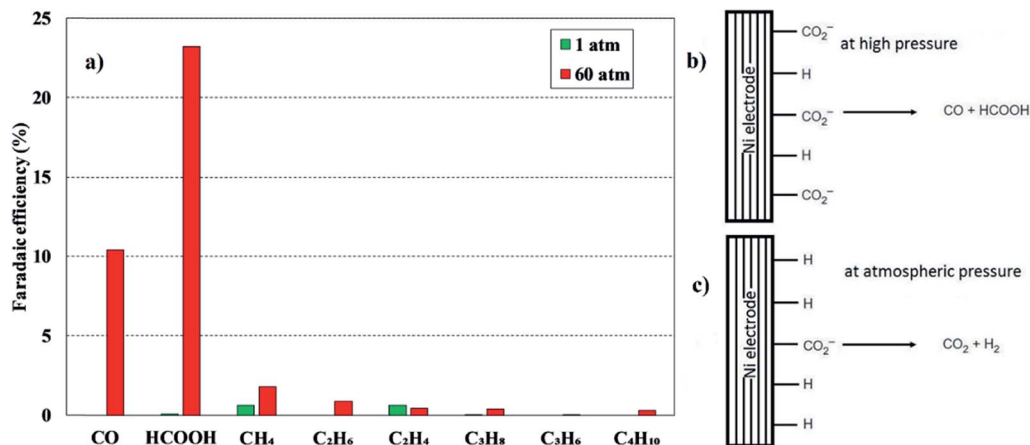 25
20
15
10
5
0
Faradaic efficiency (%)
a)
1 atm
60 atm
CO HCOOH CH₄ C₂H₆ C₂H₄ C₃H₈ C₃H₆ C₄H₁₀
b)
at high pressure
Ni electrode
CO₂⁻
H
CO₂⁻
H
CO₂⁻
CO + HCOOH
c)
at atmospheric pressure
Ni electrode
H
H
CO₂⁻
H
H
CO₂ + H₂